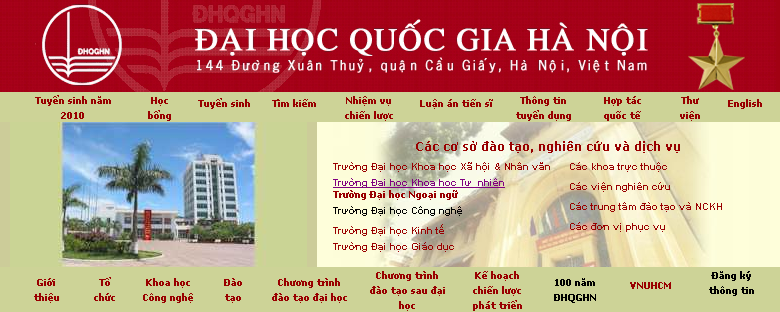 ĐHQGHN
ĐHQGHN
ĐẠI HỌC QUỐC GIA HÀ NỘI
144 Đường Xuân Thuỷ, quận Cầu Giấy, Hà Nội, Việt Nam
Tuyển sinh năm
2010
Học
bổng
Tuyển sinh
Tìm kiếm
Nhiệm vụ
chiến lược
Luận án tiến sĩ
Thông tin
tuyển dụng
Hợp tác
quốc tế
Thư
viện
English
Các cơ sở đào tạo, nghiên cứu và dịch vụ
Trường Đại học Khoa học Xã hội & Nhân văn
Trường Đại học Khoa học Tự nhiên
Trường Đại học Ngoại ngữ
Trường Đại học Công nghệ
Trường Đại học Kinh tế
Trường Đại học Giáo dục
Các khoa trực thuộc
Các viện nghiên cứu
Các trung tâm đào tạo và NCKH
Các đơn vị phục vụ
Giới
thiệu
Tổ
chức
Khoa học
Công nghệ
Đào
tạo
Chương trình
đào tạo đại học
Chương trình
đào tạo sau đại
học
Kế hoạch
chiến lược
phát triển
100 năm
ĐHQGHN
VNUHCM
Đăng ký
thông tin